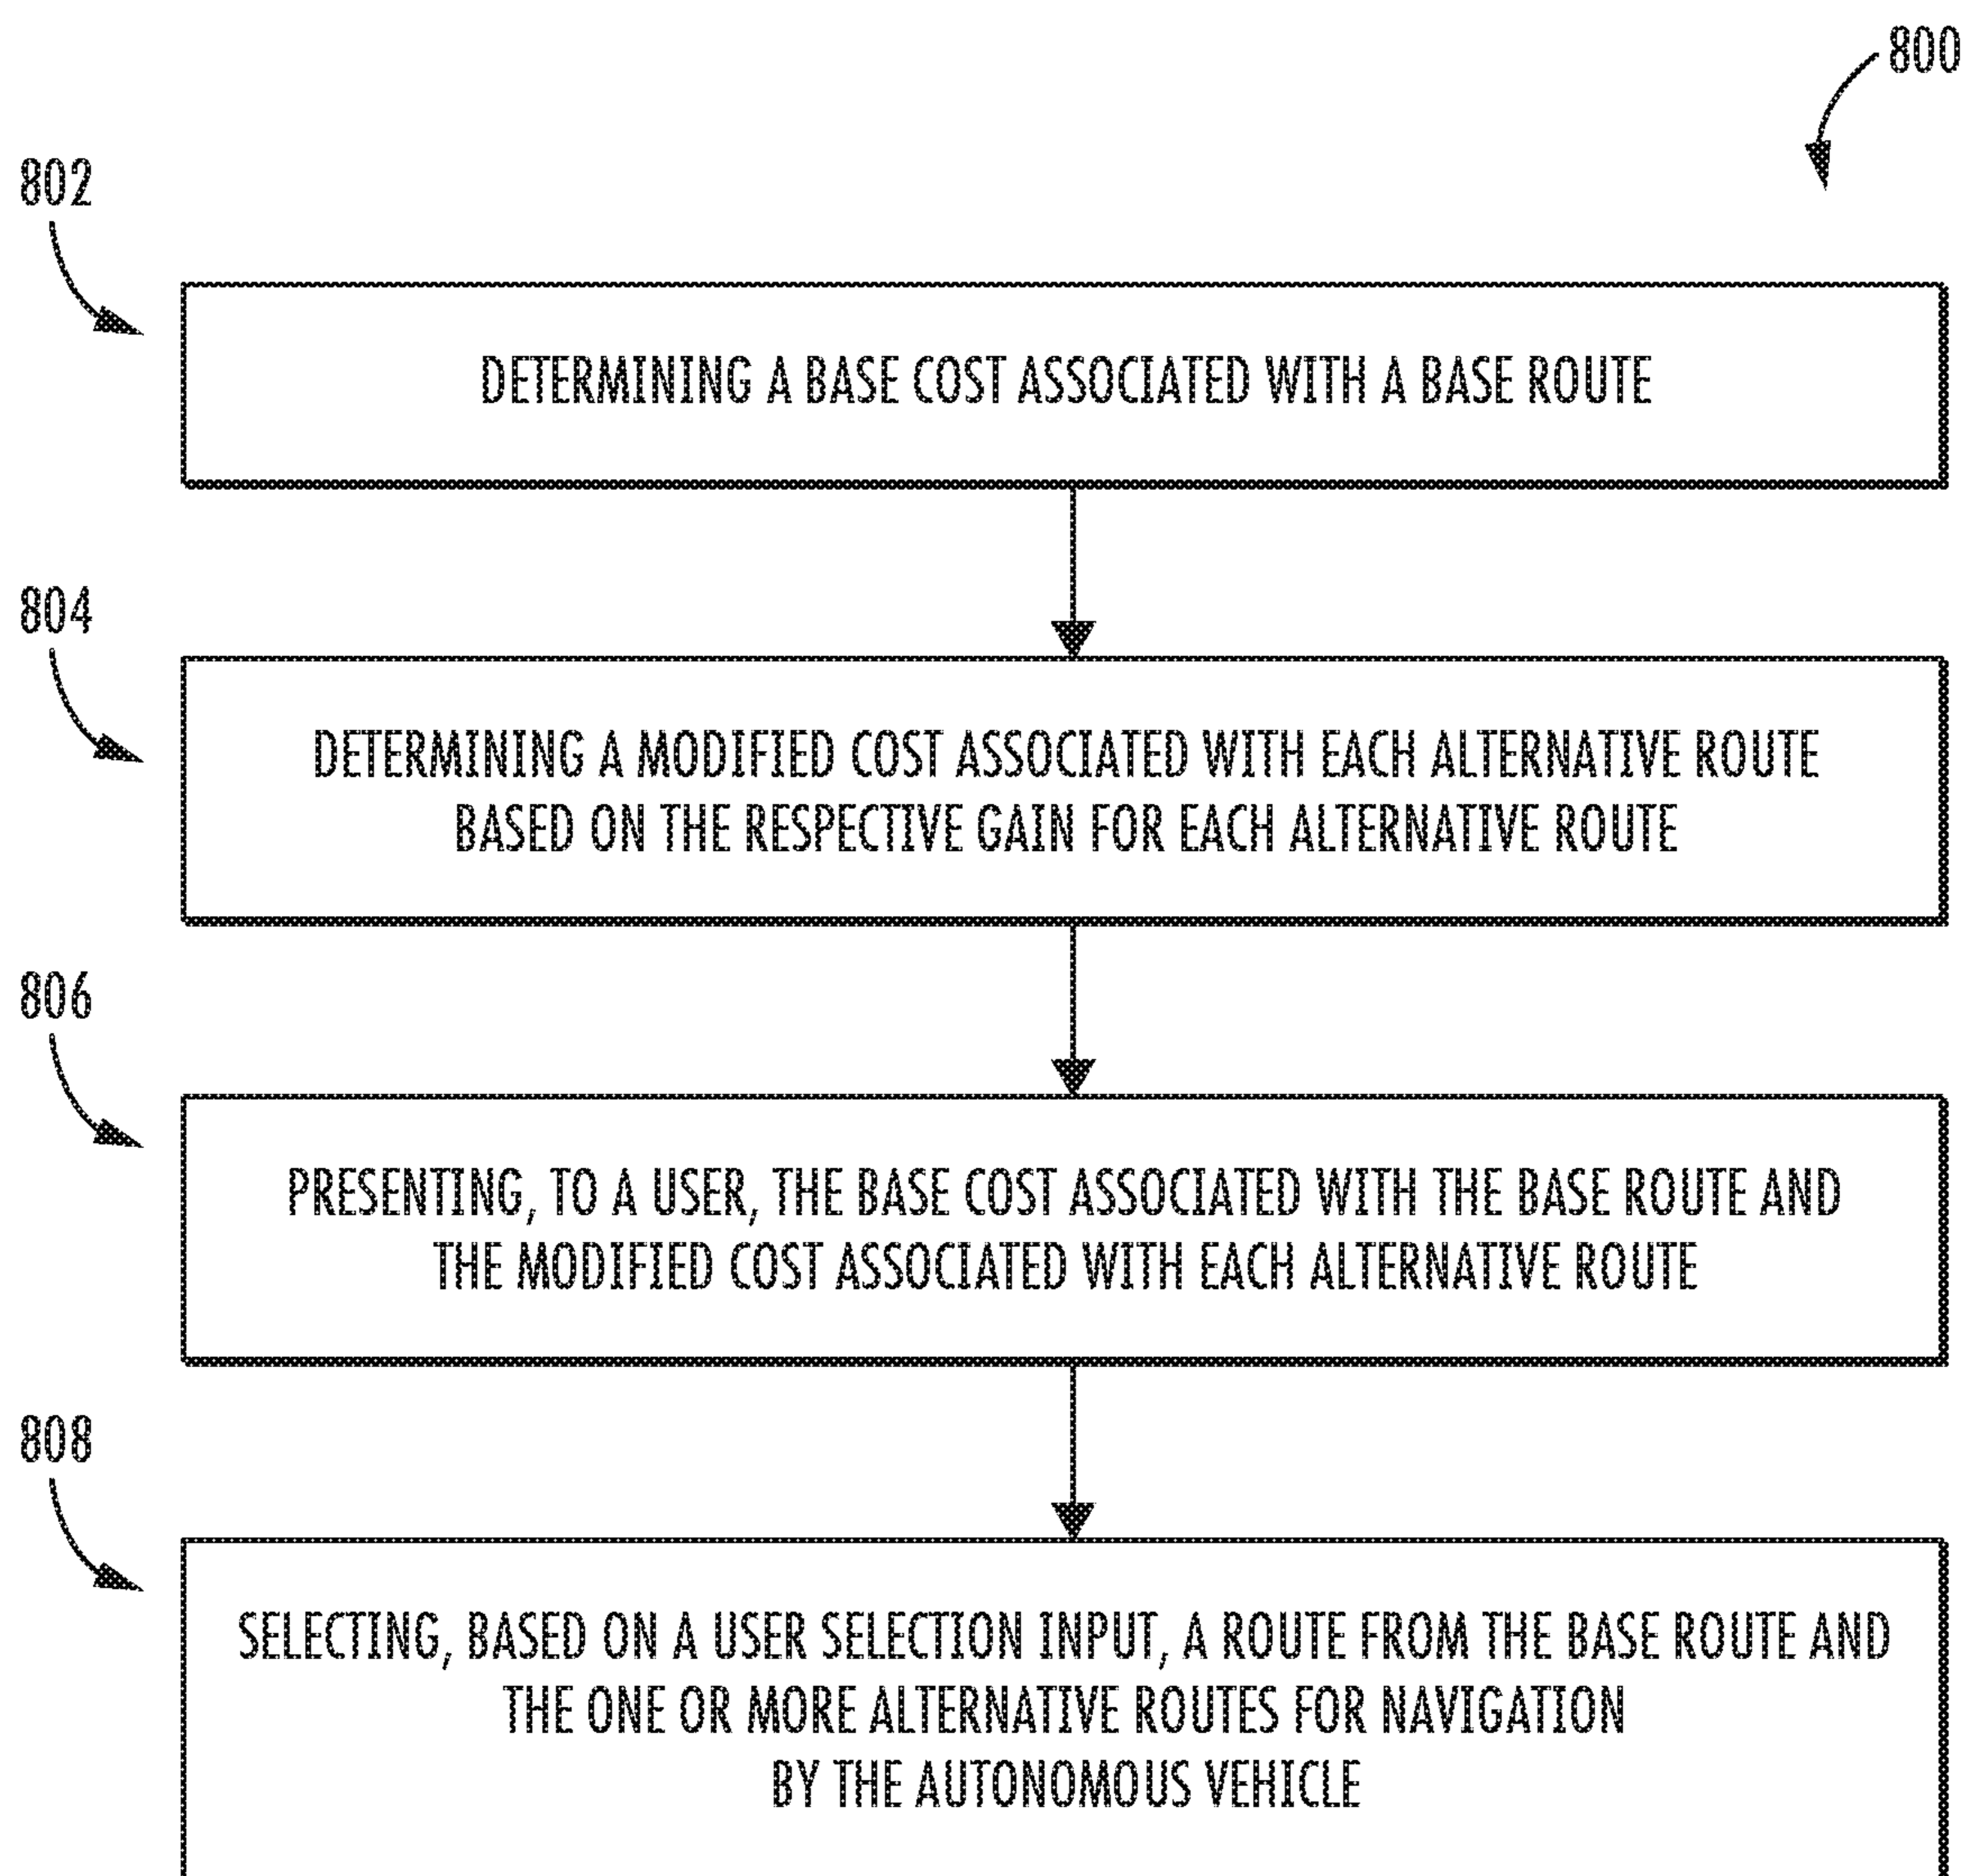 800
802
DETERMINING A BASE COST ASSOCIATED WITH A BASE ROUTE
804
DETERMINING A MODIFIED COST ASSOCIATED WITH EACH ALTERNATIVE ROUTE
BASED ON THE RESPECTIVE GAIN FOR EACH ALTERNATIVE ROUTE
806
PRESENTING, TO A USER, THE BASE COST ASSOCIATED WITH THE BASE ROUTE AND
THE MODIFIED COST ASSOCIATED WITH EACH ALTERNATIVE ROUTE
808
SELECTING, BASED ON A USER SELECTION INPUT, A ROUTE FROM THE BASE ROUTE AND
THE ONE OR MORE ALTERNATIVE ROUTES FOR NAVIGATION
BY THE AUTONOMOUS VEHICLE